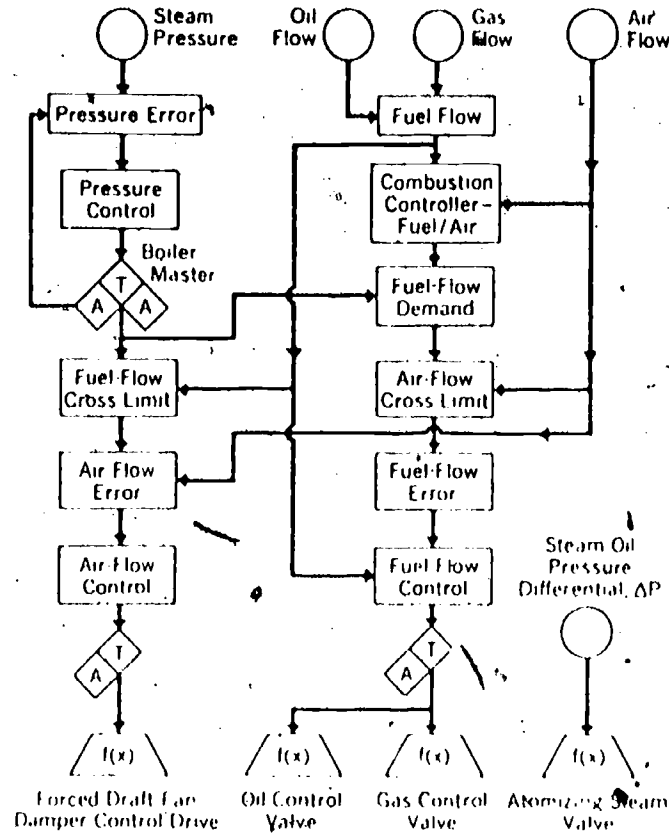 Steam
Pressure
Oil
Flow
Gas
Flow
Air
Flow
Pressure Error
Fuel Flow
Pressure
Control
Combustion
Controller-
Fuel/Air
Boiler
Master
T
A
A
Fuel-Flow
Demand
Fuel-Flow
Cross Limit
Air-Flow
Cross Limit
Air Flow
Error
Fuel-Flow
Error
Air-Flow
Control
Fuel Flow
Control
Steam Oil
Pressure
Differential, ΔP
T
A
T
A
f(x)
f(x)
f(x)
f(x)
Forced Draft Fan
Damper Control Drive
Oil Control
Valve
Gas Control
Valve
Atomizing Steam
Valve